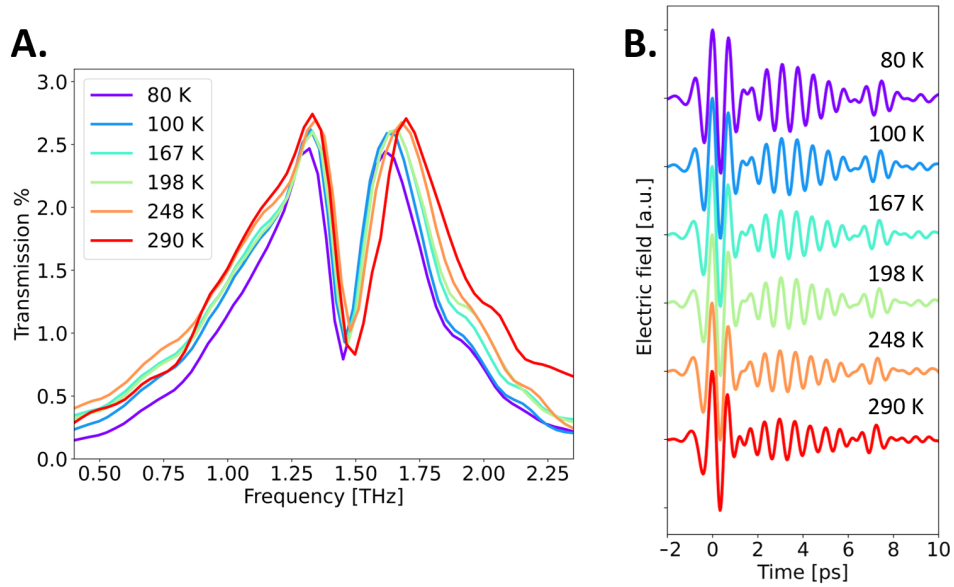 A.
B.
Transmission %
3.0
2.5
2.0
1.5
1.0
0.5
0.0
80 K
100 K
167 K
198 K
248 K
290 K
0.50 0.75 1.00 1.25 1.50 1.75 2.00 2.25
Frequency [THz]
Electric field [a.u.]
80 K
100 K
167 K
198 K
248 K
290 K
−2 0 2 4 6 8 10
Time [ps]